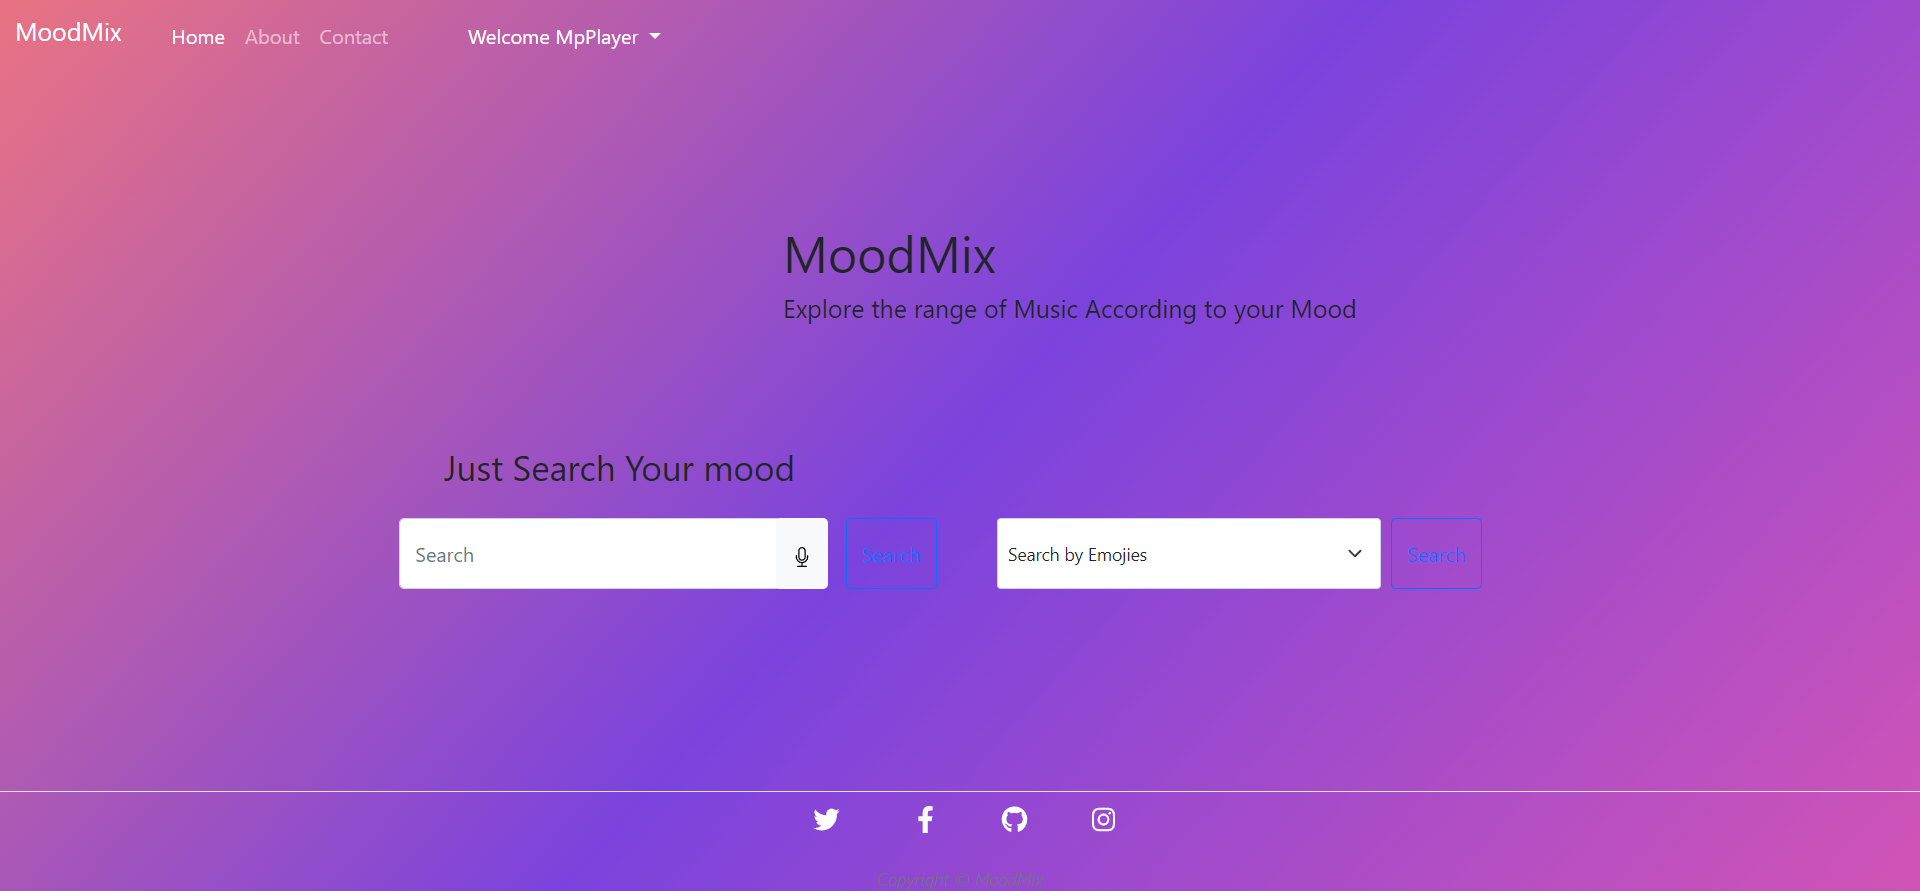 MoodMix Home About Contact Welcome MpPlayer
MoodMix
Explore the range of Music According to your Mood
Just Search Your mood
Search Search Search by Emojies Search
Copyright © MoodMix